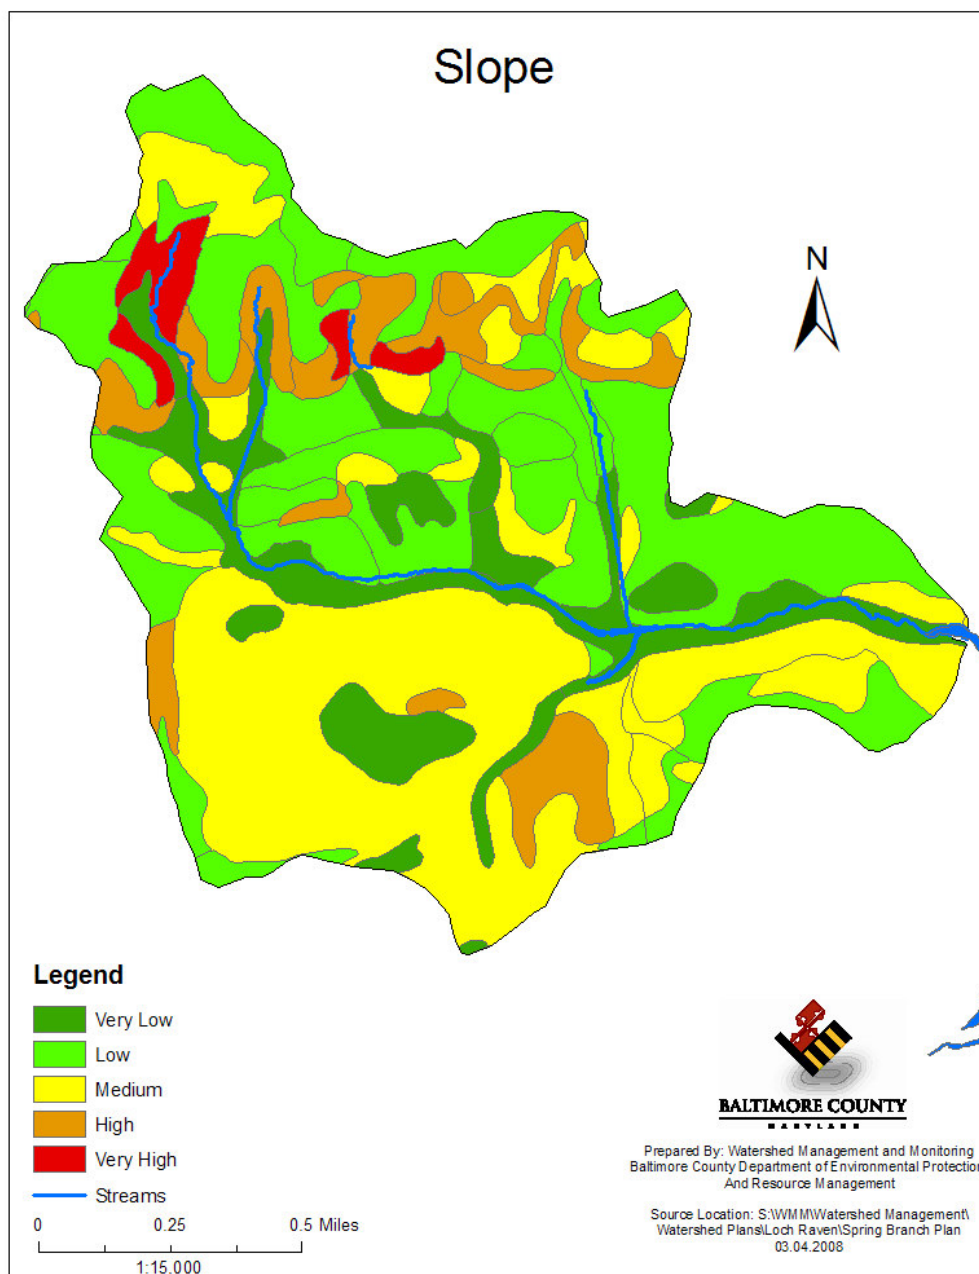 Slope
N
Legend
Very Low
Low
Medium
High
Very High
Streams
0 0.25 0.5 Miles
1:15.000
BALTIMORE COUNTY
MARYLAND
Prepared By: Watershed Management and Monitoring
Baltimore County Department of Environmental Protection
And Resource Management
Source Location: S:\WMM\Watershed Management\
Watershed Plans\Loch Raven\Spring Branch Plan
03.04.2008